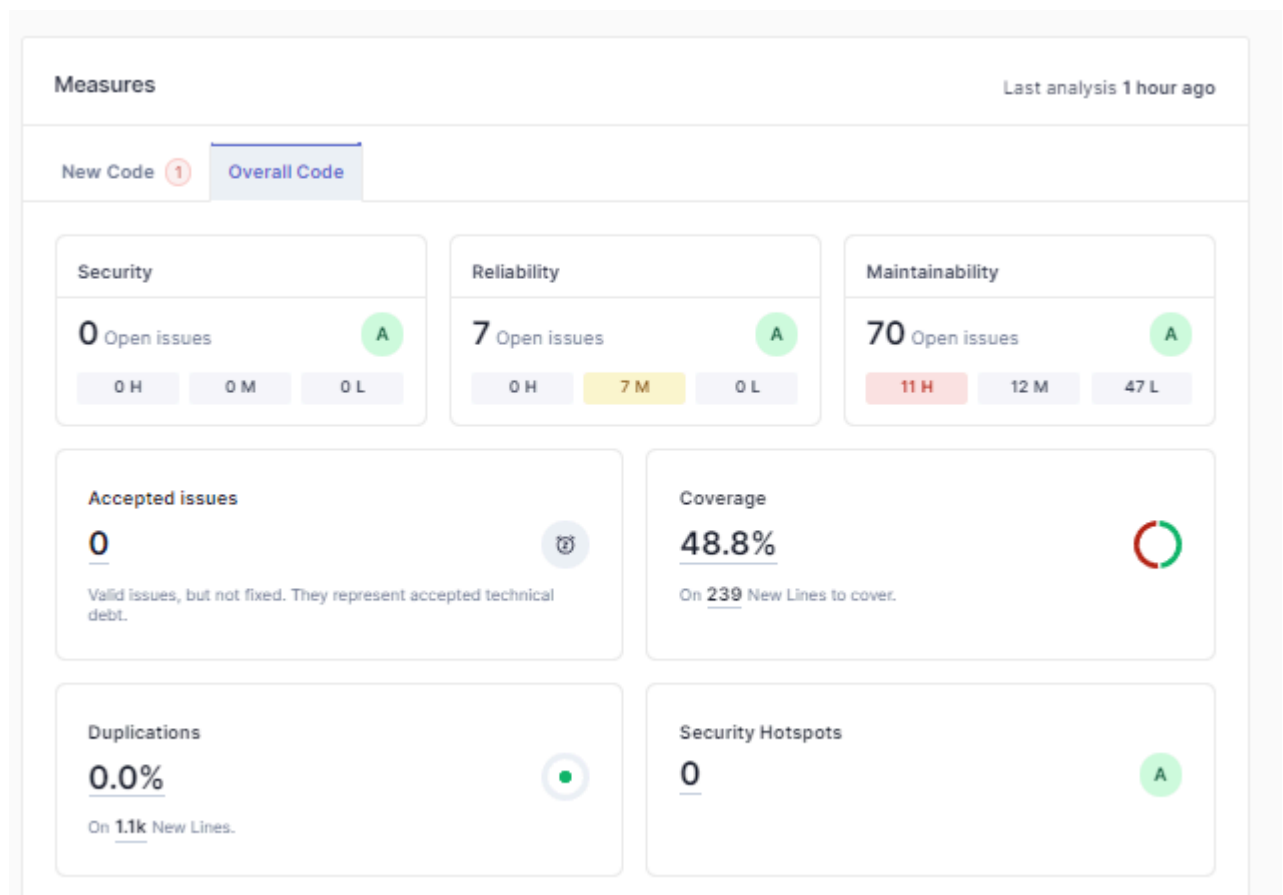 Measures
Last analysis 1 hour ago
New Code 1
Overall Code
Security
0 Open issues
A
0 H
0 M
0 L
Reliability
7 Open issues
A
0 H
7 M
0 L
Maintainability
70 Open issues
A
11 H
12 M
47 L
Accepted issues
0
Valid issues, but not fixed. They represent accepted technical
debt.
Coverage
48.8%
On 239 New Lines to cover.
Duplications
0.0%
On 1.1k New Lines.
Security Hotspots
0
A